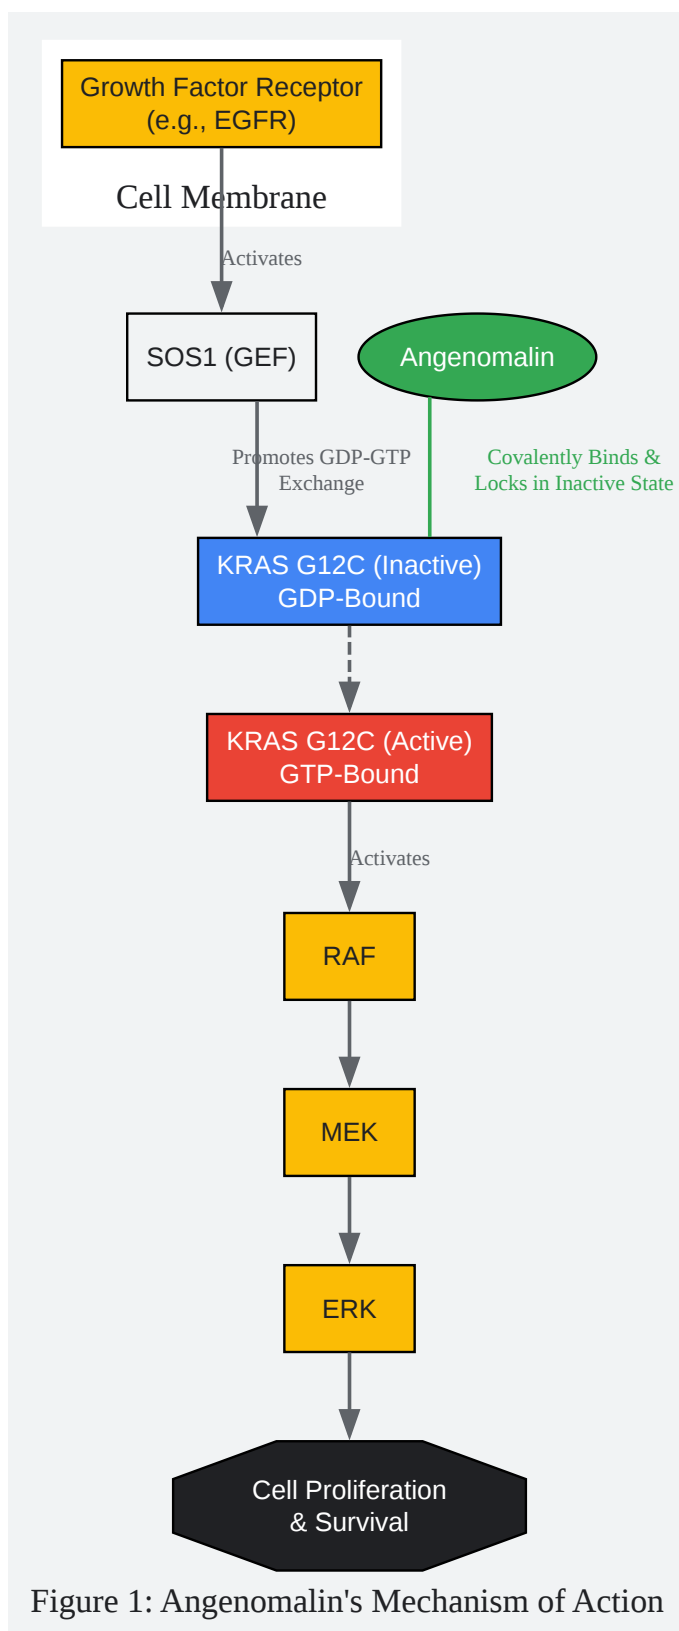 Growth Factor Receptor
(e.g., EGFR)
Cell Membrane
Activates
SOS1 (GEF)
Angenomalin
Promotes GDP-GTP
Exchange
Covalently Binds &
Locks in Inactive State
KRAS G12C (Inactive)
GDP-Bound
KRAS G12C (Active)
GTP-Bound
Activates
RAF
MEK
ERK
Cell Proliferation
& Survival
Figure 1: Angenomalin's Mechanism of Action